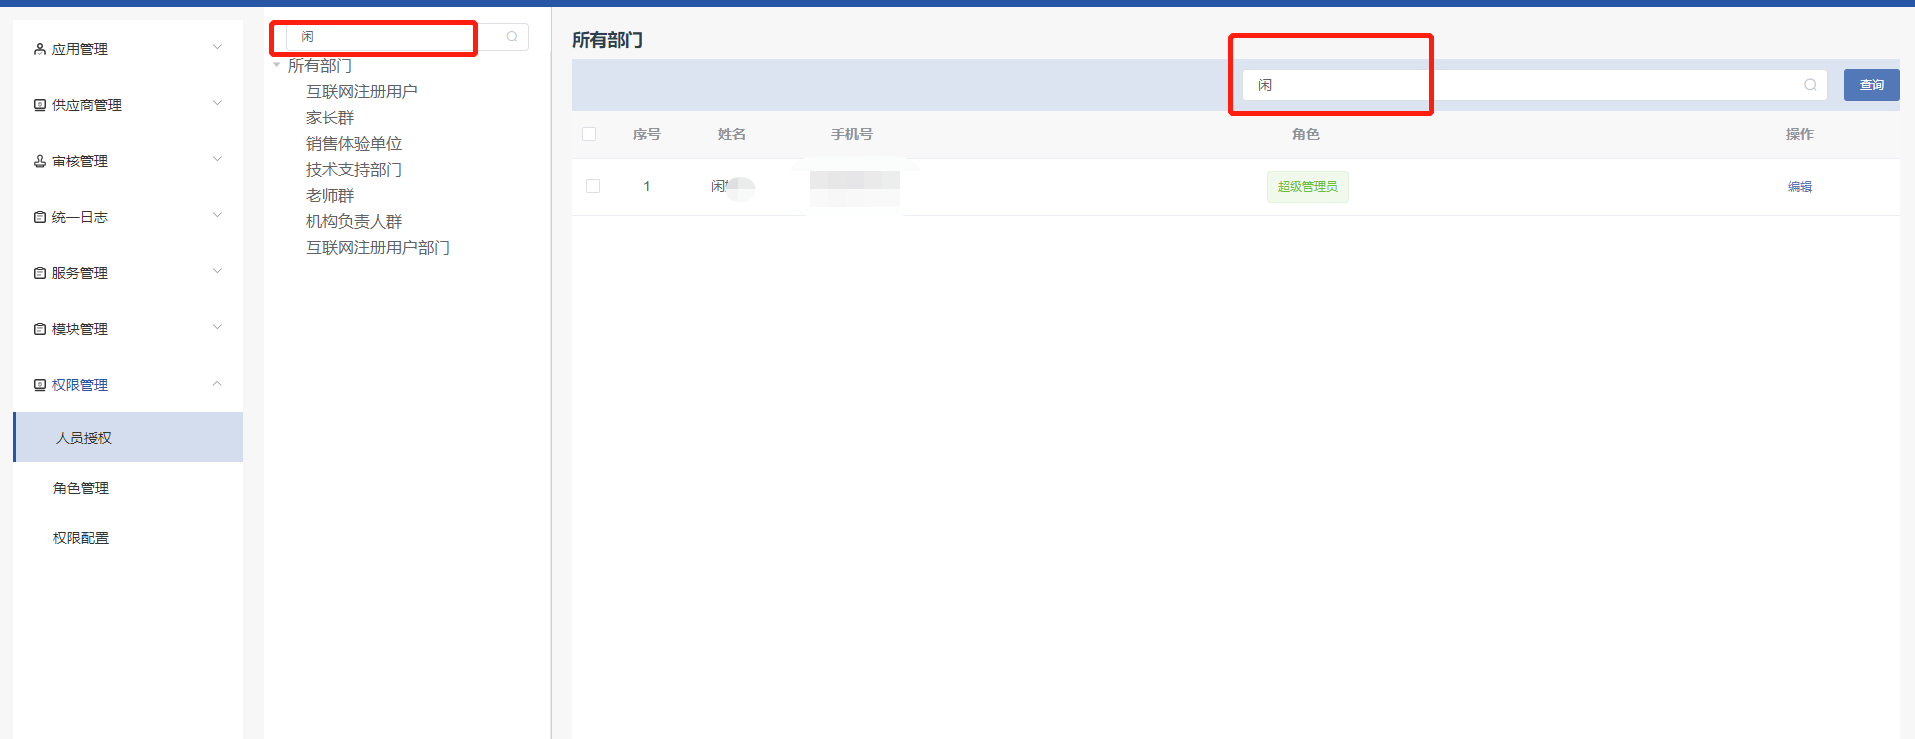 应用管理
供应商管理
审核管理
统一日志
服务管理
模块管理
权限管理
人员授权
角色管理
权限配置
闲
所有部门
互联网注册用户
家长群
销售体验单位
技术支持部门
老师群
机构负责人群
互联网注册用户部门
所有部门
闲 查询
序号 姓名 手机号 角色 操作
1 闲 超级管理员 编辑